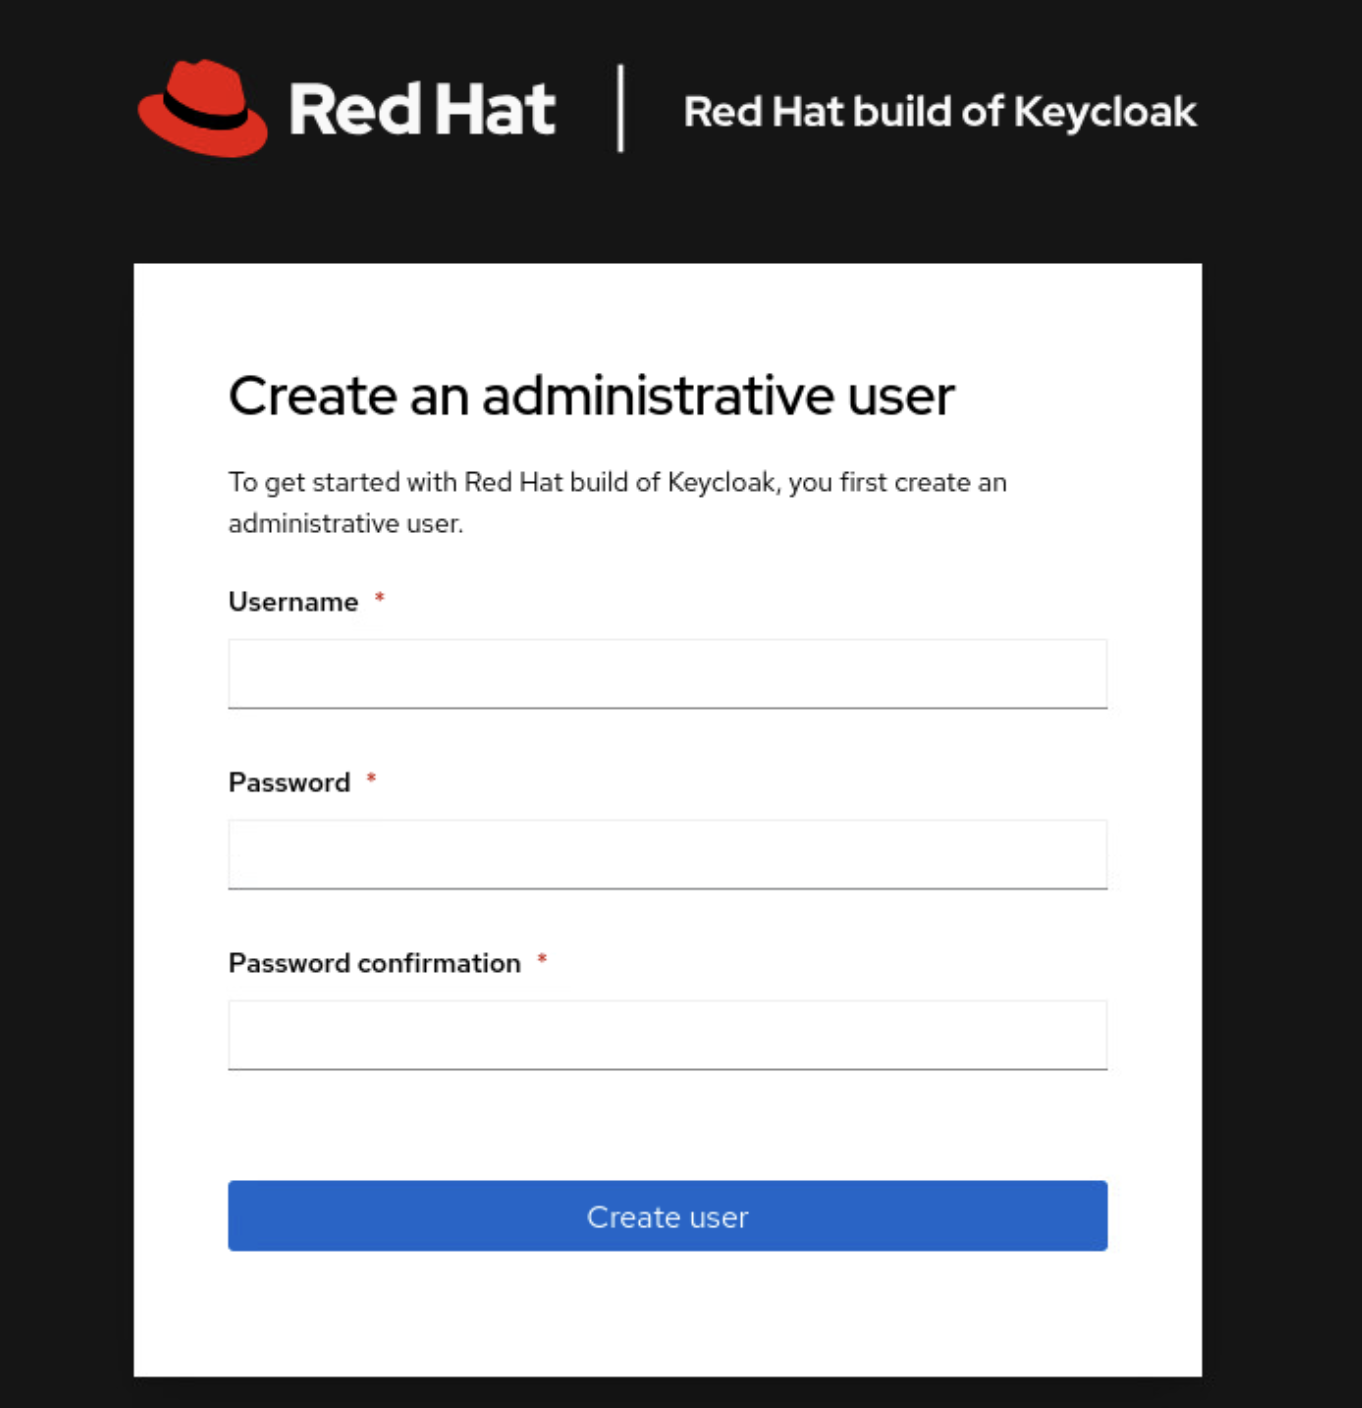 Red Hat
Red Hat build of Keycloak
Create an administrative user
To get started with Red Hat build of Keycloak, you first create an
administrative user.
Username *
Password *
Password confirmation *
Create user